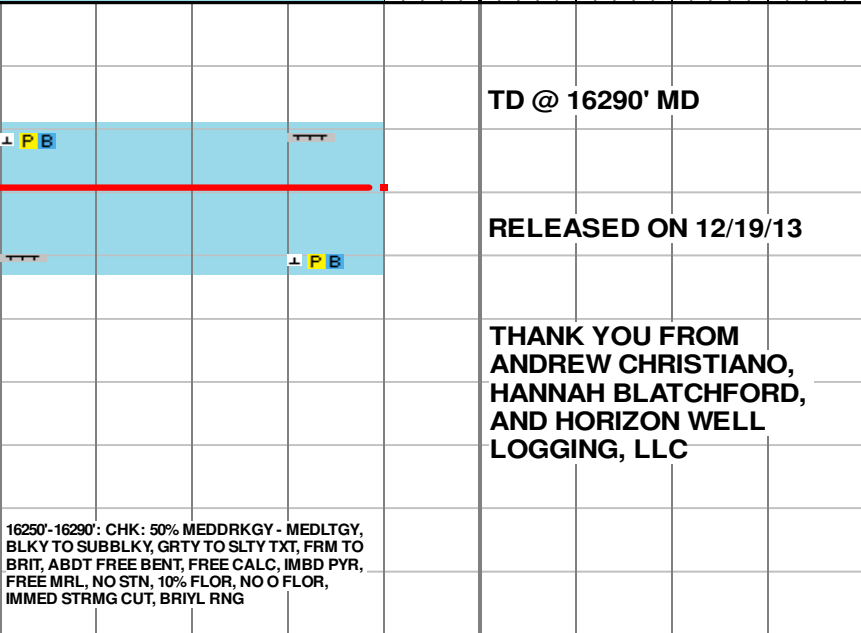 TD @ 16290' MD
⊥ P B
RELEASED ON 12/19/13
⊥ P B
THANK YOU FROM
ANDREW CHRISTIANO,
HANNAH BLATCHFORD,
AND HORIZON WELL
LOGGING, LLC
16250'-16290': CHK: 50% MEDDRKGY - MEDLTGY,
BLKY TO SUBBLKY, GRTY TO SLTY TXT, FRM TO
BRIT, ABDT FREE BENT, FREE CALC, IMBD PYR,
FREE MRL, NO STN, 10% FLOR, NO O FLOR,
IMMED STRMG CUT, BRIYL RNG